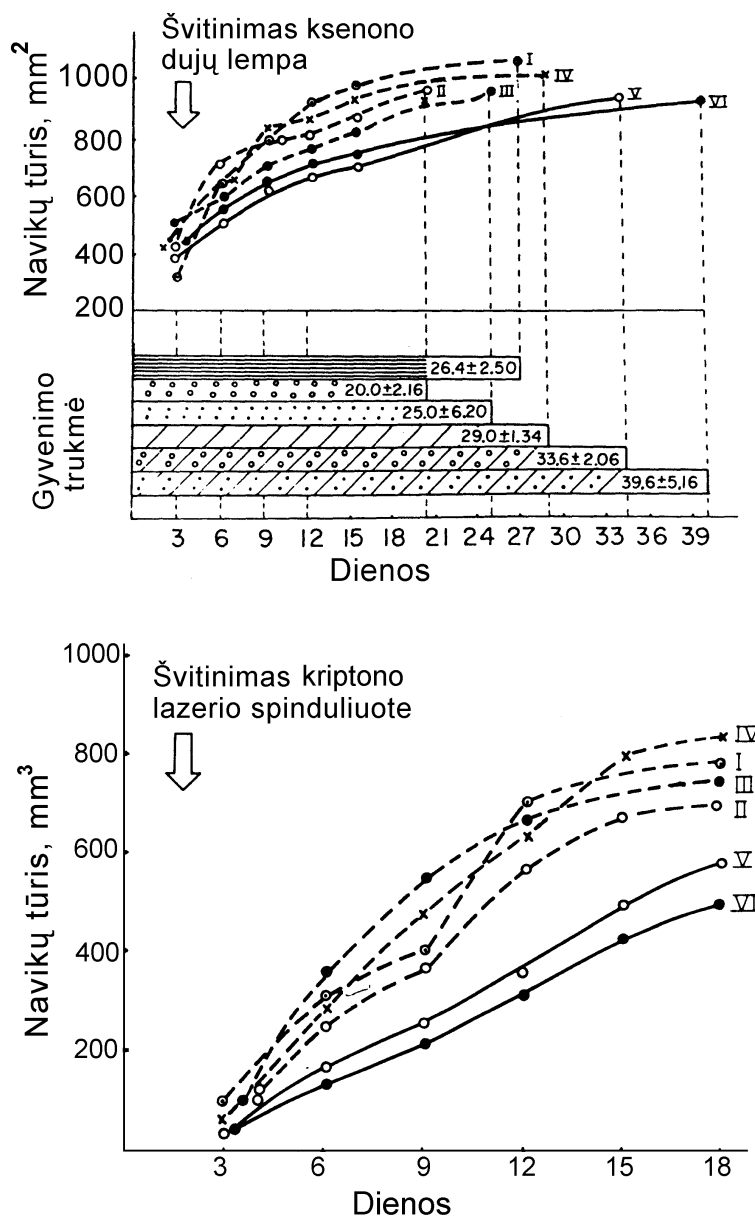 Švitinimas ksenono
dujų lempa
Navikų tūris, mm²
1000
800
600
400
200
I
IV
II
III
V
VI
Gyvenimo
trukmė
26.4±2.50
20.0±2.16
25.0±6.20
29.0±1.34
33.6±2.06
39.6±5.16
3 6 9 12 15 18 21 24 27 30 33 36 39
Dienos
Švitinimas kriptono
lazerio spinduliuote
Navikų tūris, mm³
1000
800
600
400
200
IV
I
III
II
V
VI
3 6 9 12 15 18
Dienos